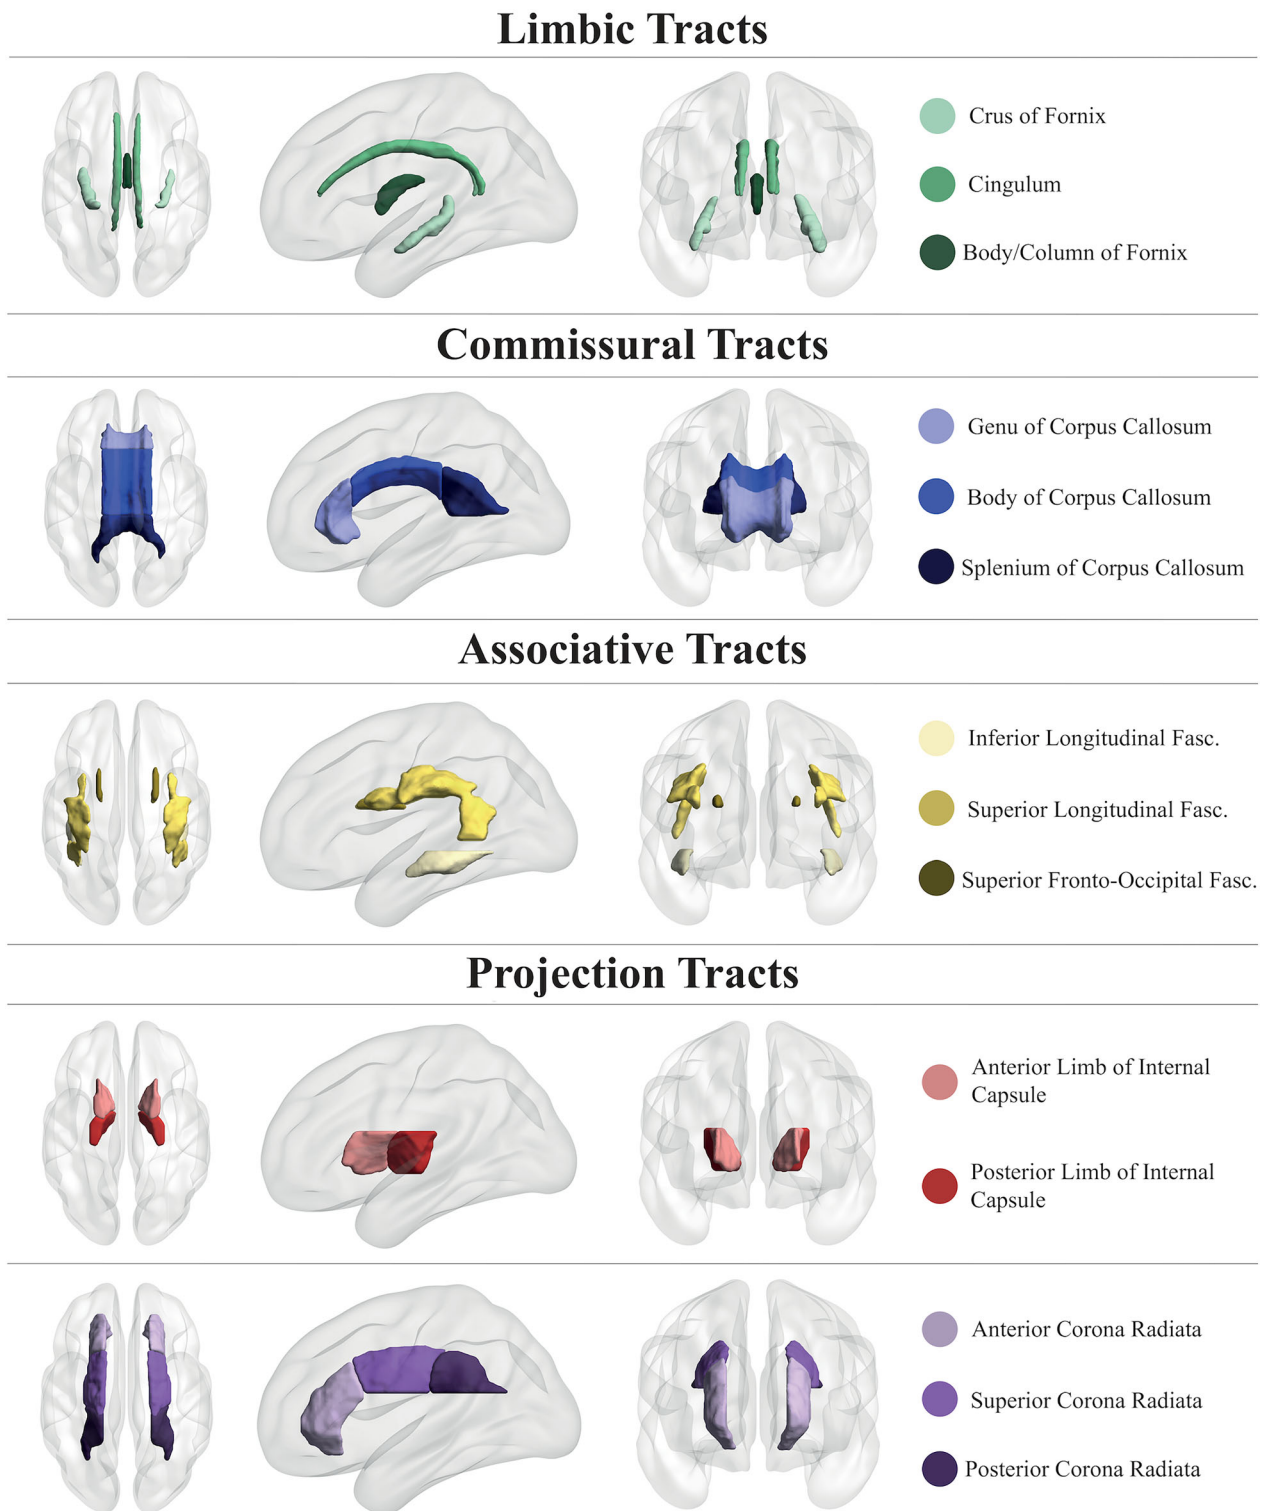 Limbic Tracts
Crus of Fornix
Cingulum
Body/Column of Fornix
Commissural Tracts
Genu of Corpus Callosum
Body of Corpus Callosum
Splenium of Corpus Callosum
Associative Tracts
Inferior Longitudinal Fasc.
Superior Longitudinal Fasc.
Superior Fronto-Occipital Fasc.
Projection Tracts
Anterior Limb of Internal
Capsule
Posterior Limb of Internal
Capsule
Anterior Corona Radiata
Superior Corona Radiata
Posterior Corona Radiata